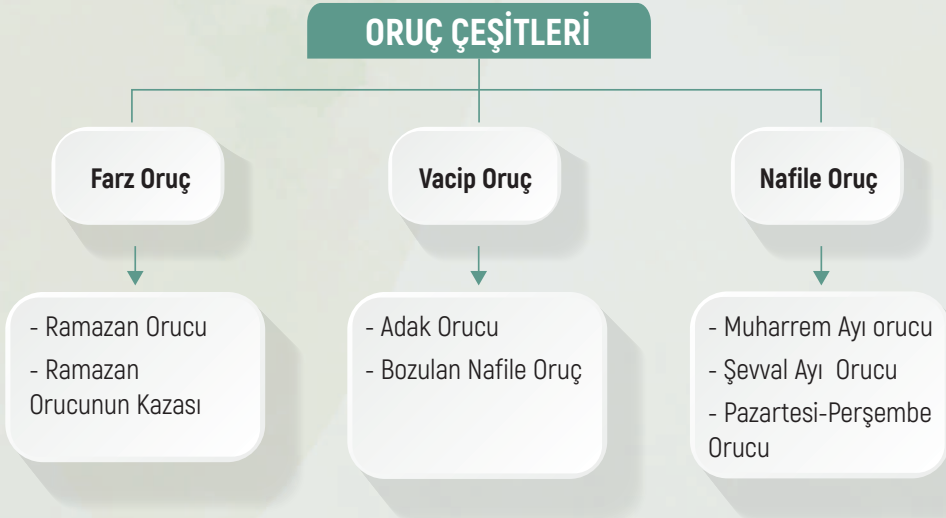 ORUÇ ÇEŞİTLERİ
Farz Oruç
- Ramazan Orucu
- Ramazan
Orucunun Kazası
Vacip Oruç
- Adak Orucu
- Bozulan Nafile Oruç
Nafile Oruç
- Muharrem Ayı orucu
- Şevval Ayı Orucu
- Pazartesi-Perşembe
Orucu